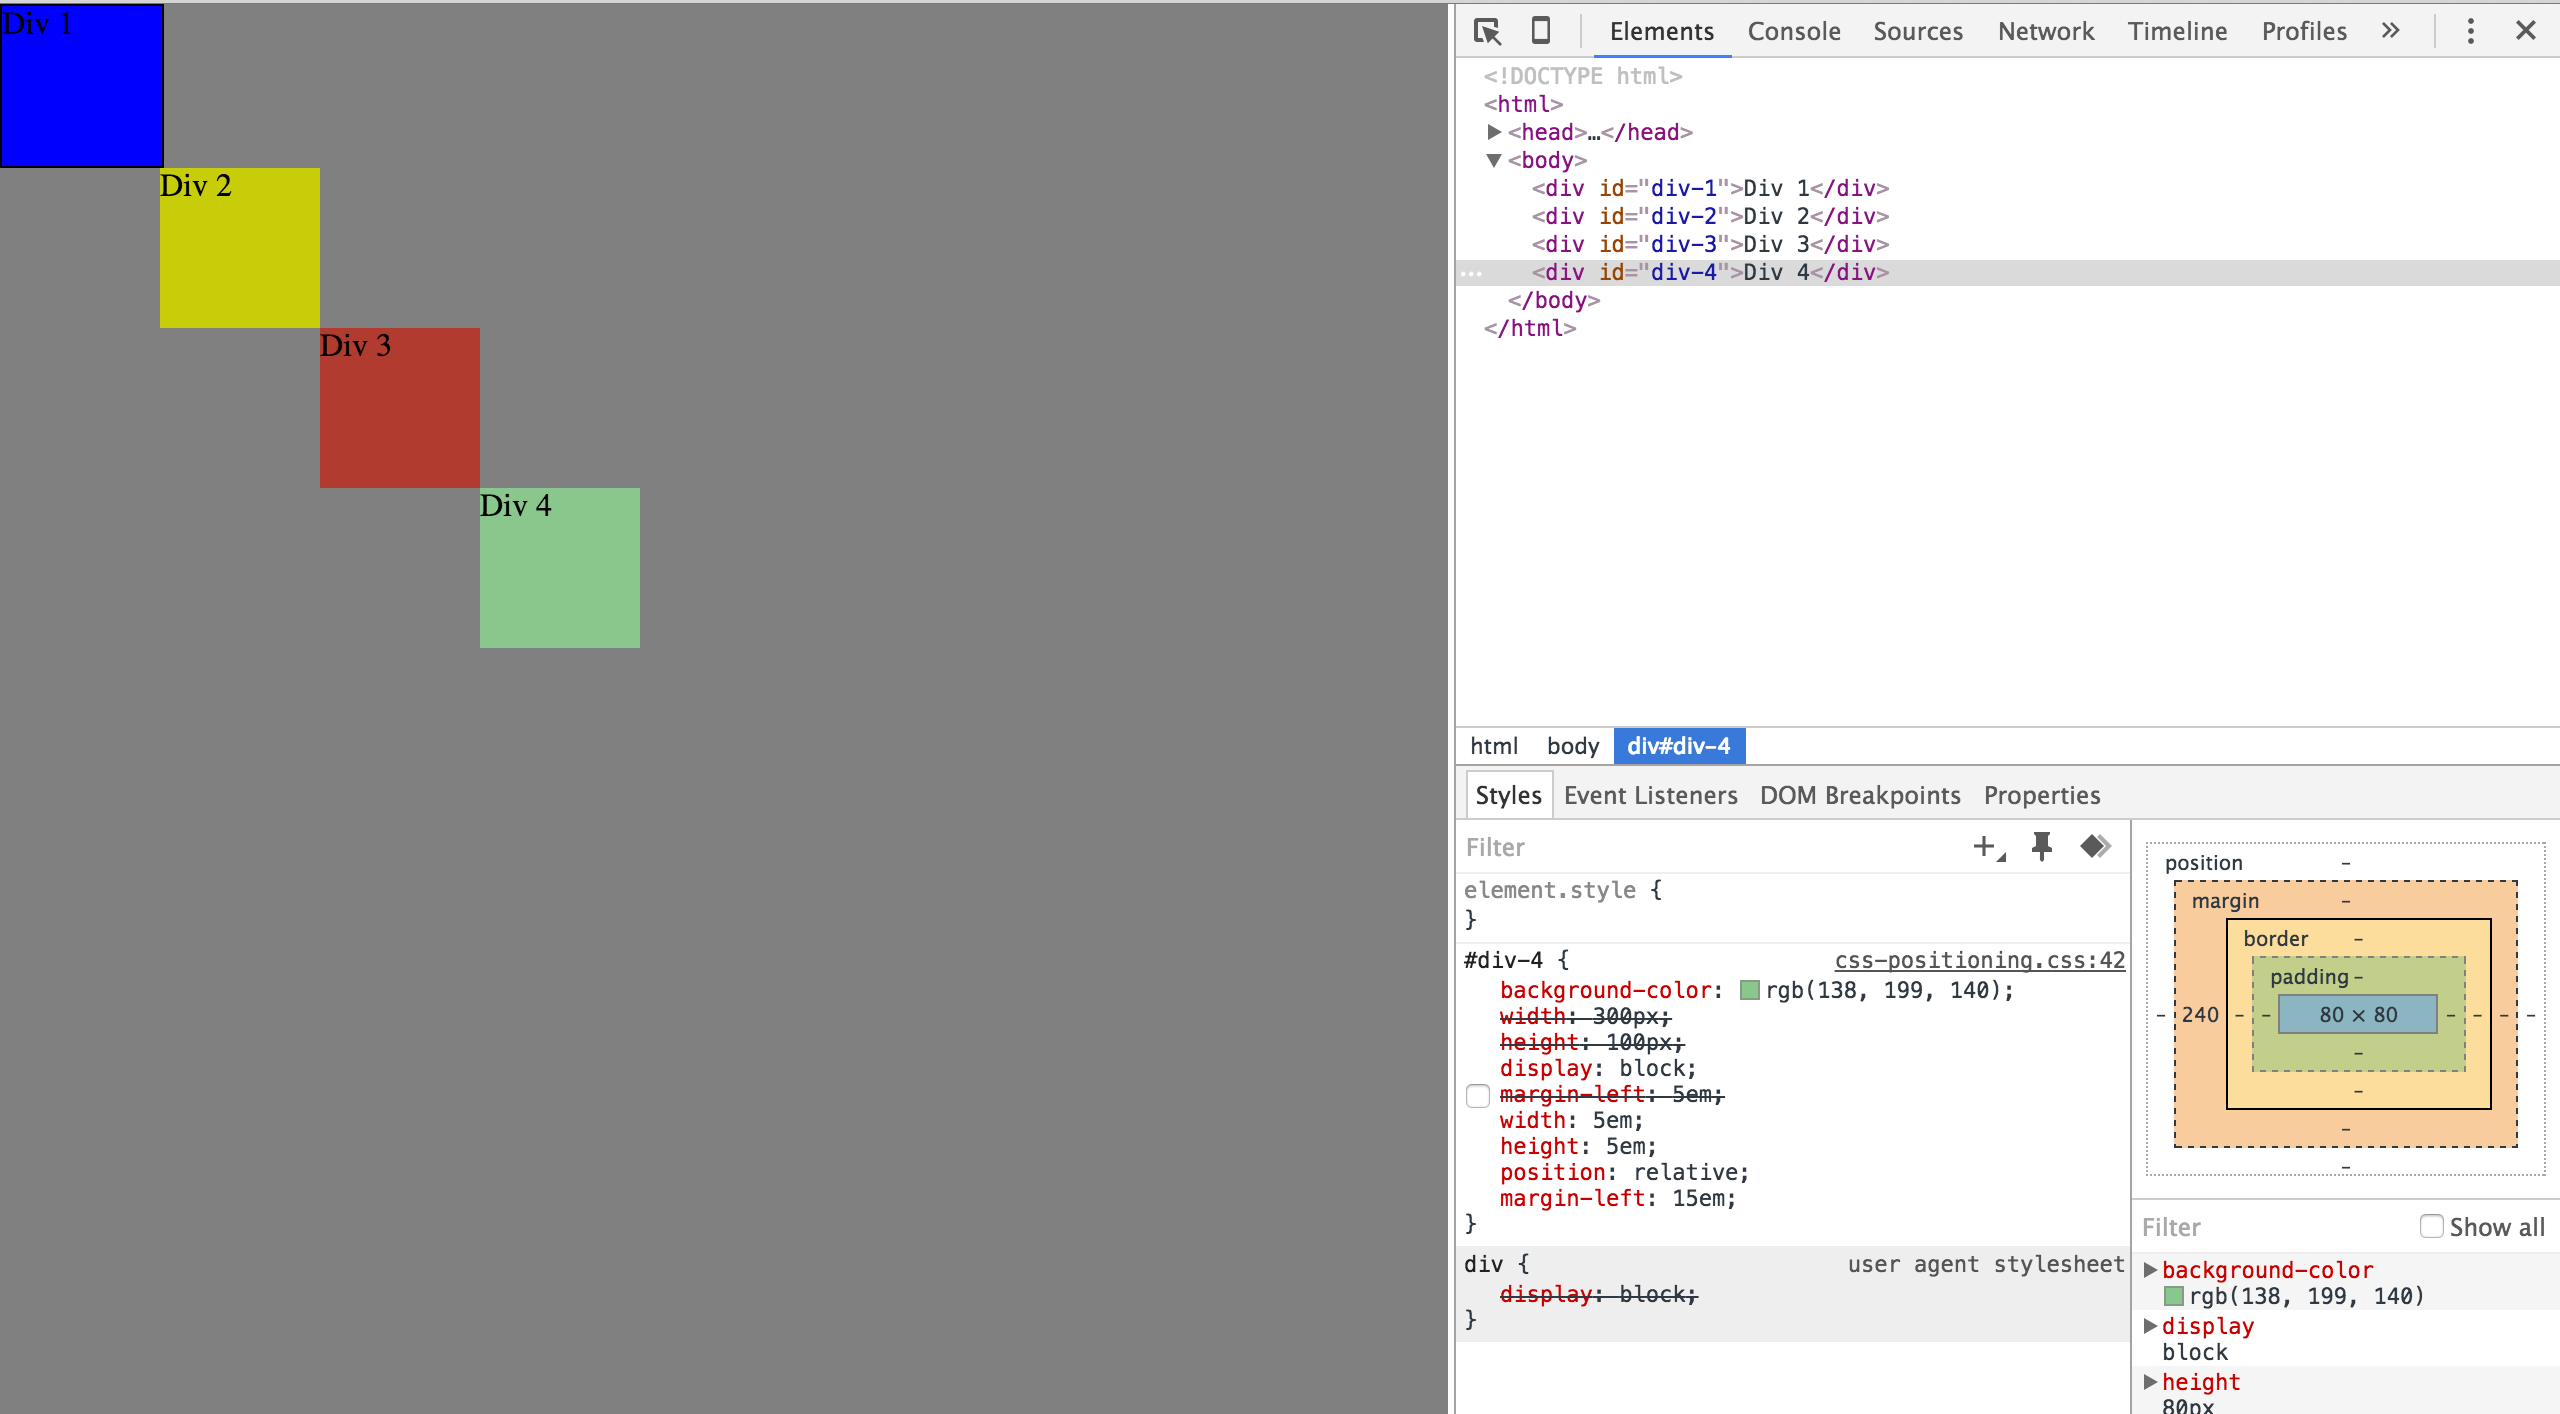 Div 1
Div 2
Div 3
Div 4
Elements Console Sources Network Timeline Profiles »
<!DOCTYPE html>
<html>
▶<head>…</head>
▼<body>
<div id="div-1">Div 1</div>
<div id="div-2">Div 2</div>
<div id="div-3">Div 3</div>
... <div id="div-4">Div 4</div>
</body>
</html>
html body div#div-4
Styles Event Listeners DOM Breakpoints Properties
Filter
element.style {
}
#div-4 { css-positioning.css:42
background-color: rgb(138, 199, 140);
width: 300px;
height: 100px;
display: block;
margin-left: 5em;
width: 5em;
height: 5em;
position: relative;
margin-left: 15em;
}
div { user agent stylesheet
display: block;
}
position –
margin –
border –
padding –
– 240 – – 80 × 80 – – – –
–
–
–
–
Filter Show all
▶background-color
rgb(138, 199, 140)
▶display
block
▶height
80px